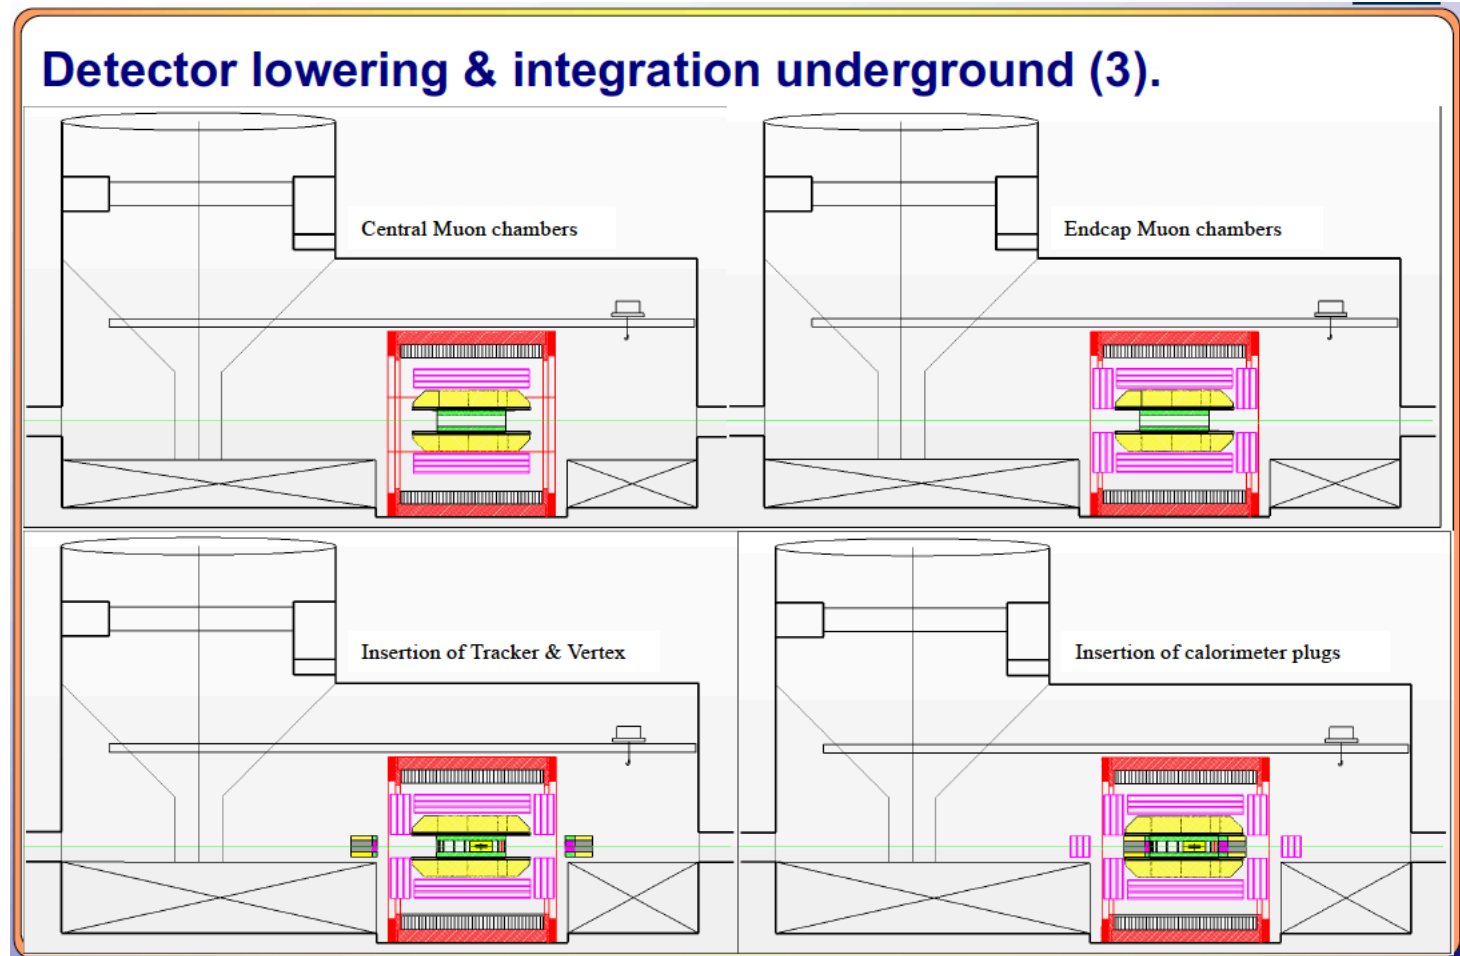 Detector lowering & integration underground (3).
Central Muon chambers
Endcap Muon chambers
Insertion of Tracker & Vertex
Insertion of calorimeter plugs